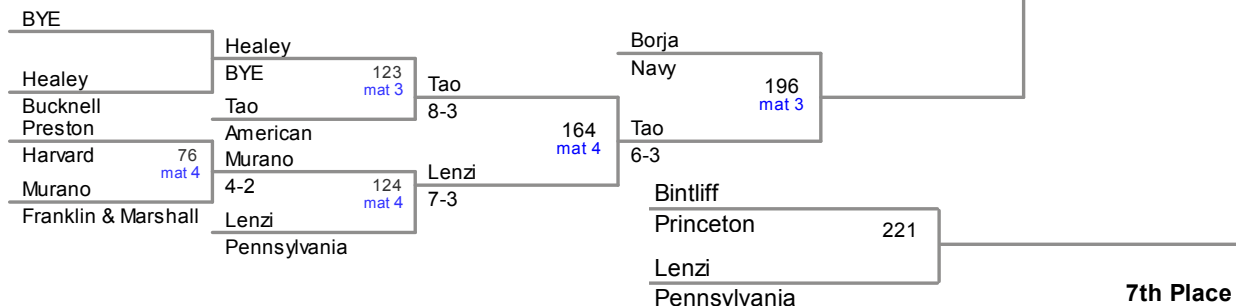 BYE
Healey
Bucknell
Preston
Harvard
76
mat 4
Murano
Franklin & Marshall
Healey
BYE
123
mat 3
Tao
American
Murano
4-2
124
mat 4
Lenzi
Pennsylvania
Tao
8-3
164
mat 4
Lenzi
7-3
Borja
Navy
196
mat 3
Tao
6-3
Bintliff
Princeton
221
Lenzi
Pennsylvania
7th Place